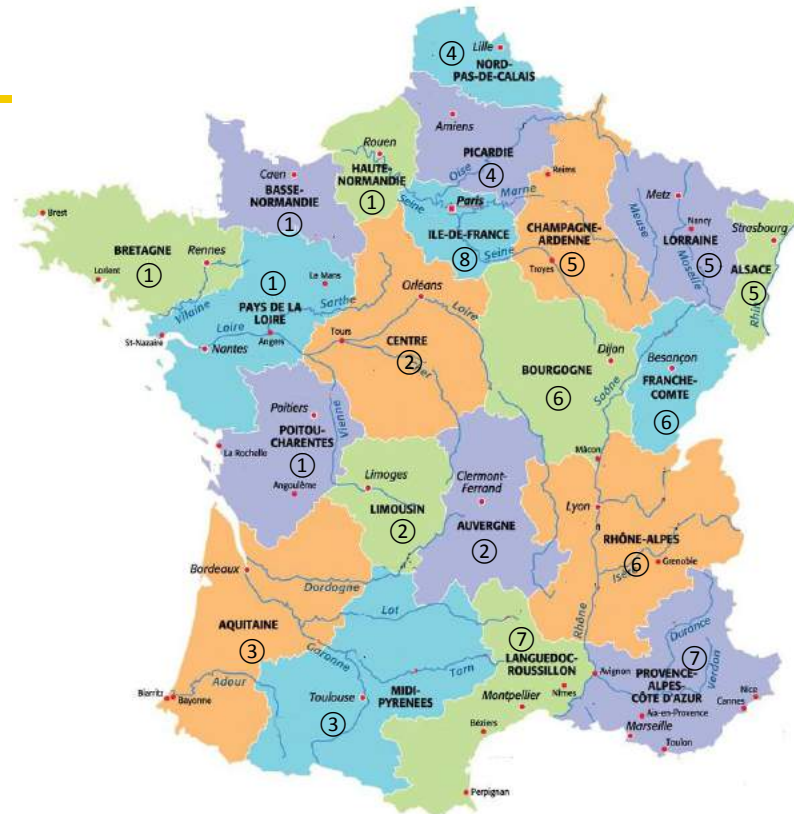 ④ Lille
NORD-
PAS-DE-CALAIS
Amiens
Rouen
Oise
PICARDIE
④
Reims
Caen
HAUTE-
NORMANDIE
①
BASSE-
NORMANDIE
①
Seine
Paris
Marne
ILE-DE-FRANCE
⑧
Seine
CHAMPAGNE-
ARDENNE
⑤
Troyes
Meuse
Metz
Nancy
LORRAINE
⑤
Moselle
Strasbourg
ALSACE
⑤
Rhin
Brest
BRETAGNE
①
Rennes
Lorient
Vilaine
①
Le Mans
Sarthe
PAYS DE LA
LOIRE
Loire
Angers
St-Nazaire
Nantes
Orléans
Loire
Tours
CENTRE
②
Cher
BOURGOGNE
⑥
Dijon
Saône
Mâcon
Besançon
FRANCHE-
COMTE
⑥
Poitiers
POITOU-
CHARENTES
①
Vienne
La Rochelle
Angoulême
Limoges
LIMOUSIN
②
Clermont-
Ferrand
AUVERGNE
②
Lyon
RHÔNE-ALPES
⑥
Isère
Grenoble
Rhône
Bordeaux
Dordogne
Lot
AQUITAINE
③
Garonne
Adour
Biarritz
Bayonne
Toulouse
MIDI-
PYRENEES
③
Tarn
⑦
LANGUEDOC-
ROUSSILLON
Montpellier
Nîmes
Béziers
Perpignan
Avignon
Durance
⑦
Verdon
PROVENCE-
ALPES-
CÔTE D'AZUR
Aix-en-Provence
Marseille
Toulon
Nice
Cannes